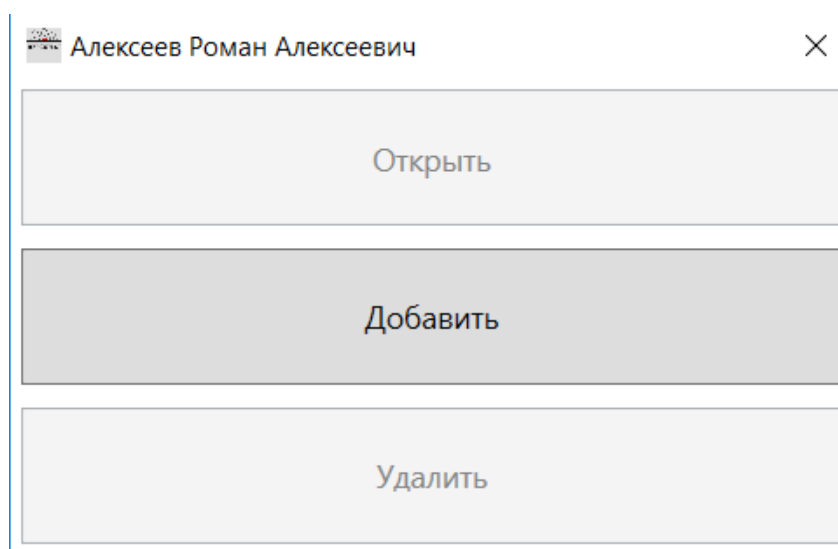 Алексеев Роман Алексеевич
Открыть
Добавить
Удалить